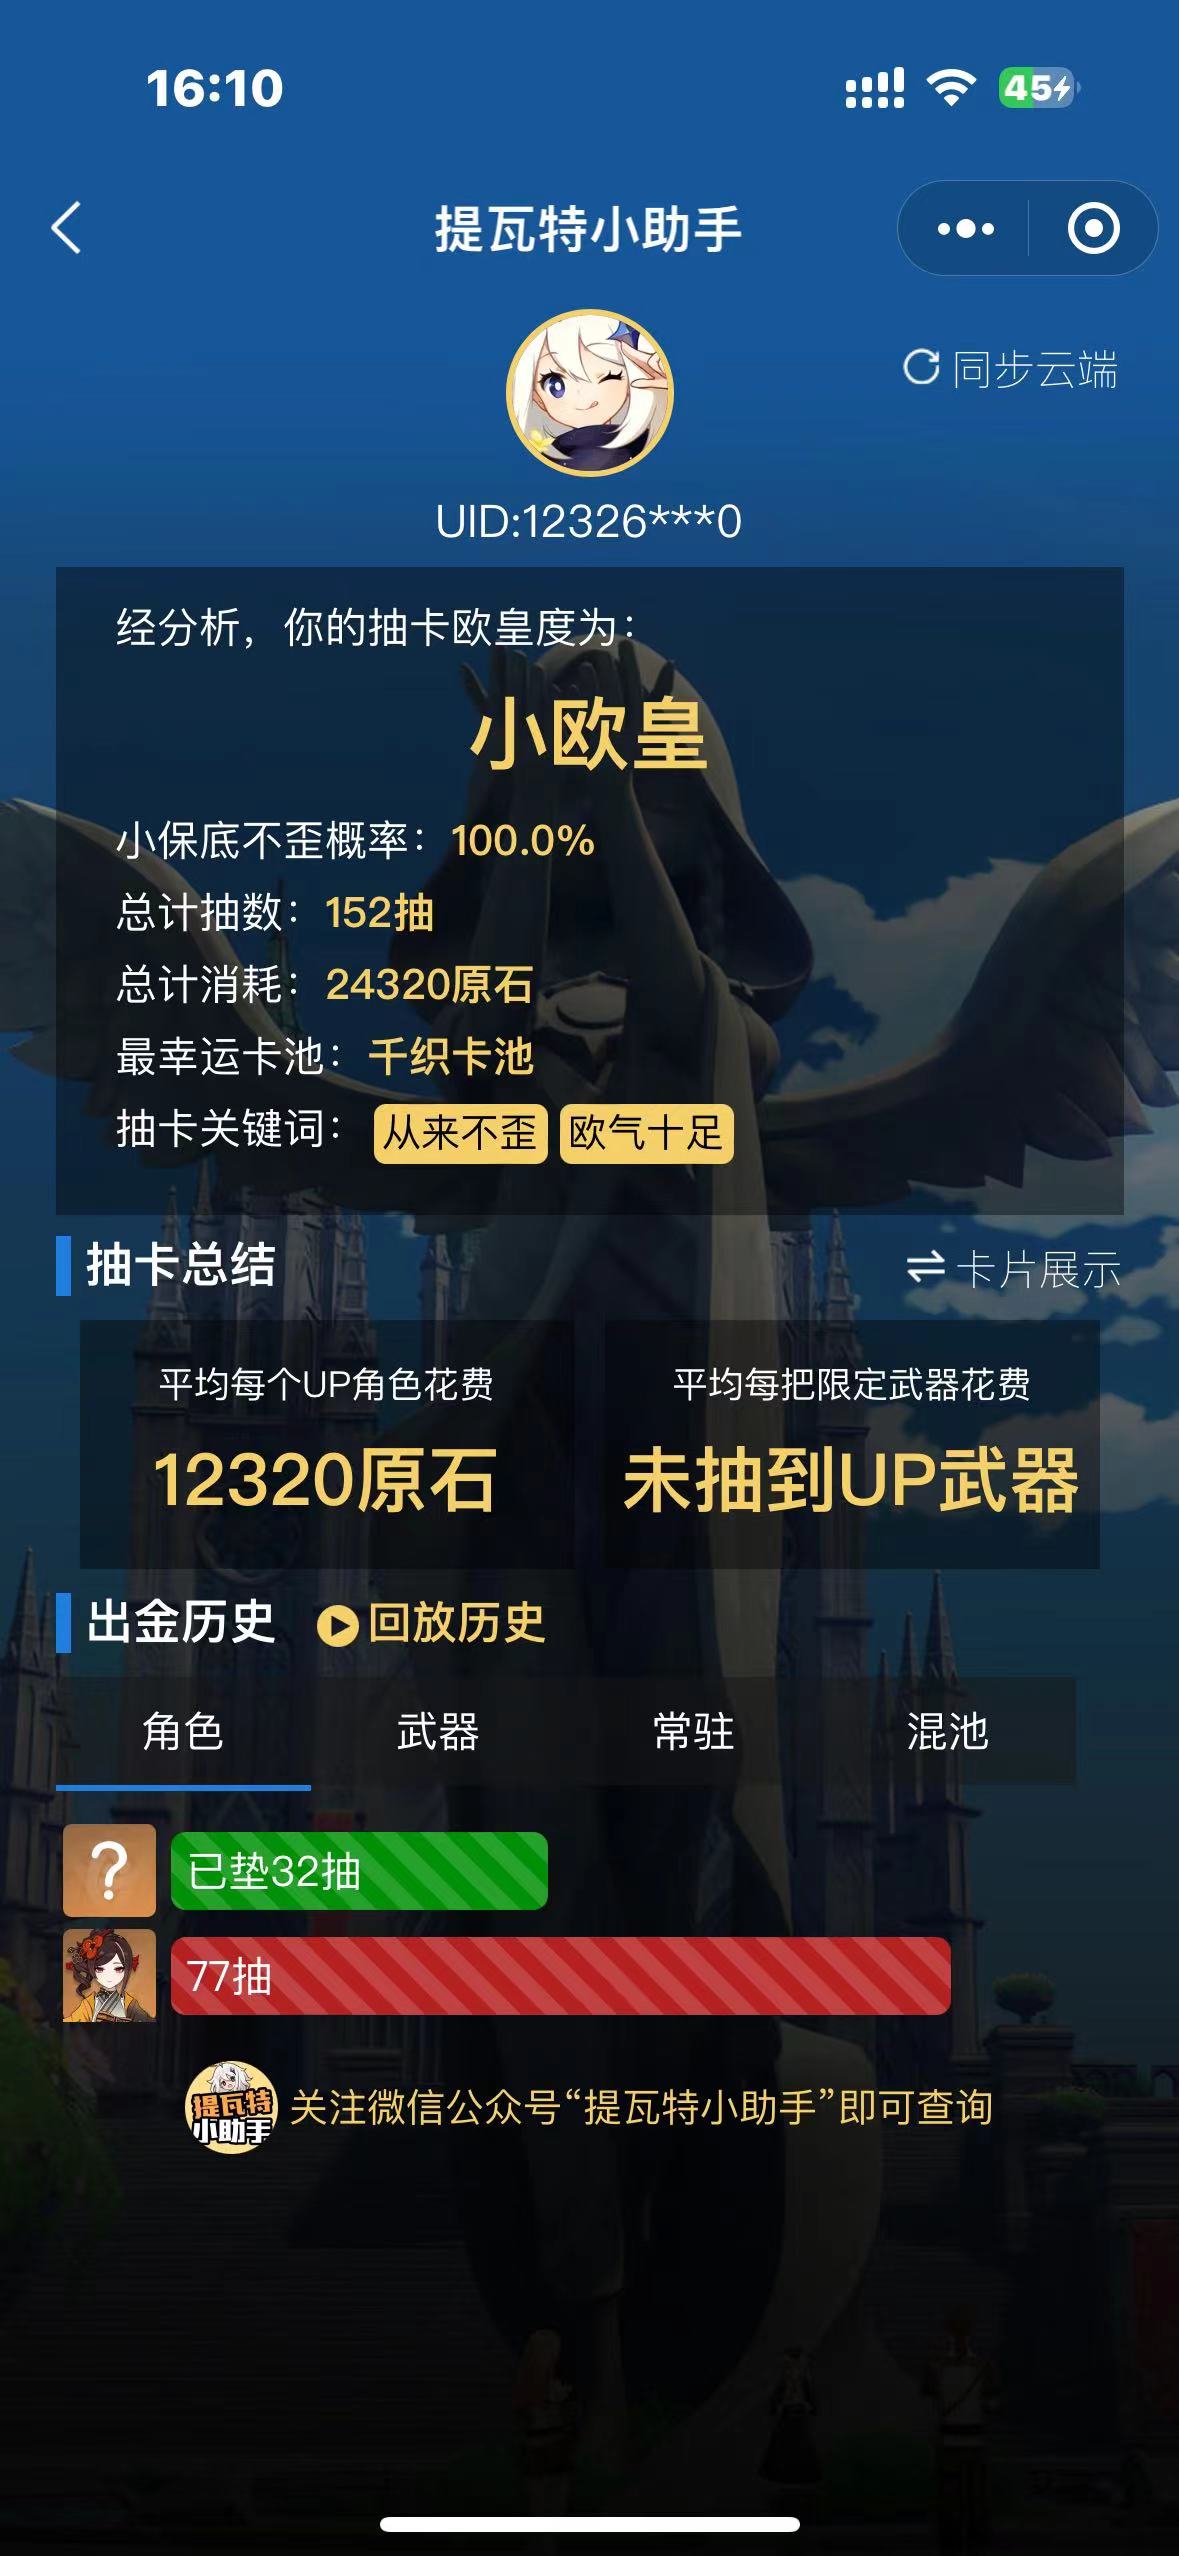 16:10
45
提瓦特小助手
同步云端
UID:12326***0
经分析，你的抽卡欧皇度为：
小欧皇
小保底不歪概率：100.0%
总计抽数：152抽
总计消耗：24320原石
最幸运卡池：千织卡池
抽卡关键词：从来不歪 欧气十足
抽卡总结
卡片展示
平均每个UP角色花费
12320原石
平均每把限定武器花费
未抽到UP武器
出金历史 回放历史
角色 武器 常驻 混池
? 已垫32抽
77抽
提瓦特
小助手
关注微信公众号“提瓦特小助手”即可查询